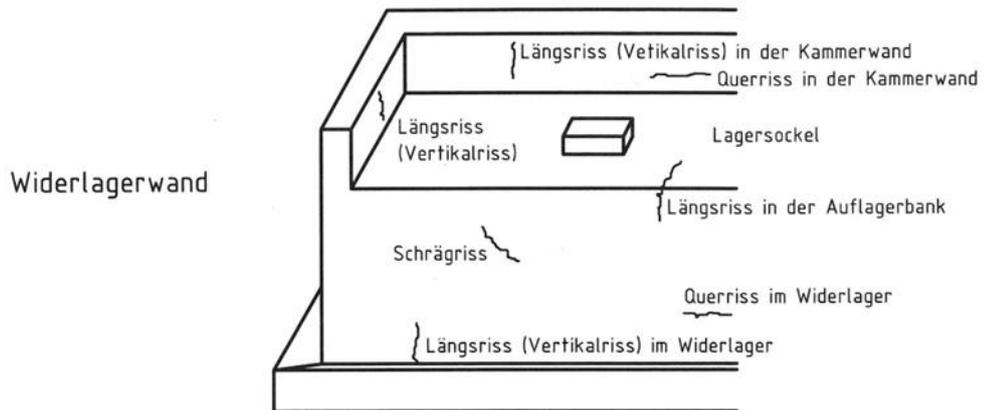 Längsriss (Vetikalriss) in der Kammerwand
Querriss in der Kammerwand
Längsriss
(Vertikalriss)
Lagersockel
Widerlagerwand
Längsriss in der Auflagerbank
Schrägriss
Querriss im Widerlager
Längsriss (Vertikalriss) im Widerlager